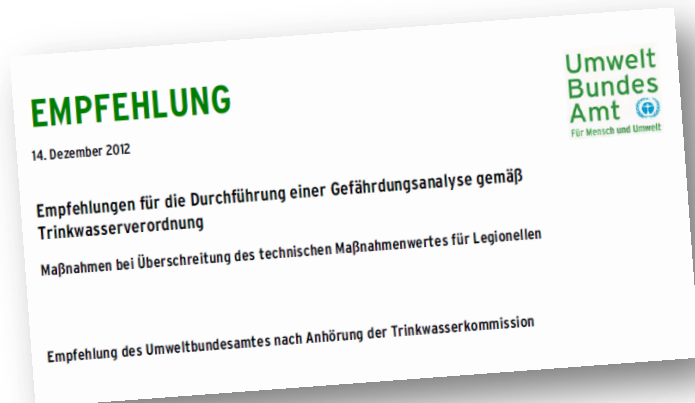 EMPFEHLUNG
14. Dezember 2012
Umwelt
Bundes
Amt
Für Mensch und Umwelt
Empfehlungen für die Durchführung einer Gefährdungsanalyse gemäß
Trinkwasserverordnung
Maßnahmen bei Überschreitung des technischen Maßnahmenwertes für Legionellen
Empfehlung des Umweltbundesamtes nach Anhörung der Trinkwasserkommission